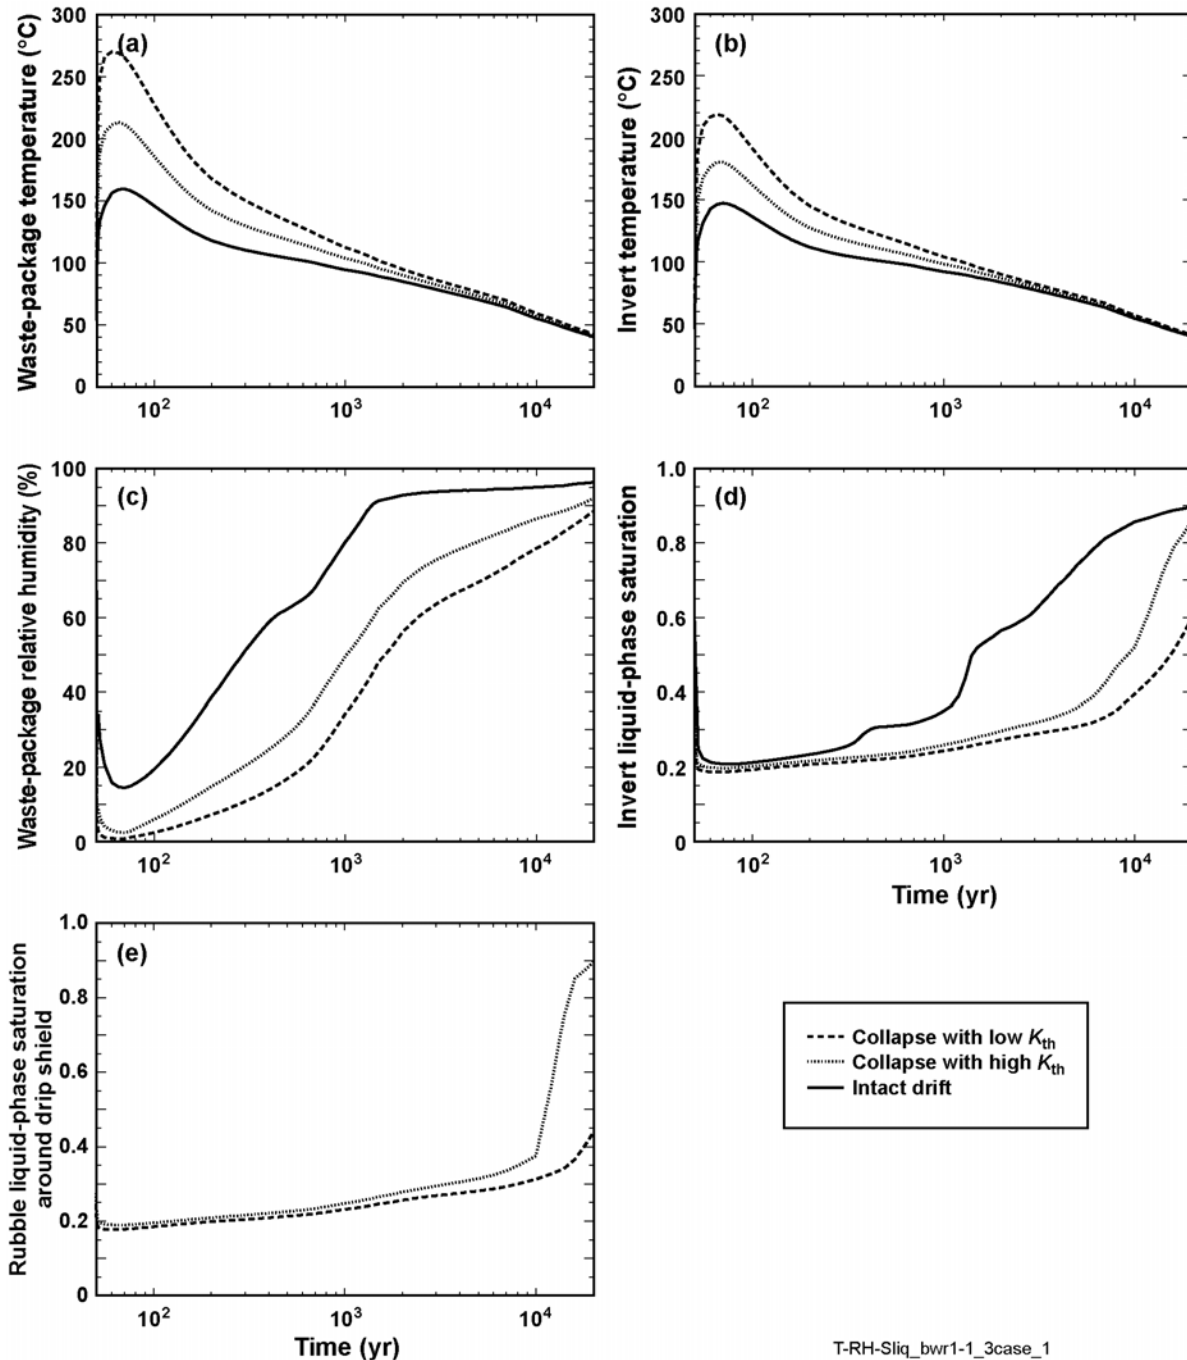 (a)
Waste-package temperature (°C)
300
250
200
150
100
50
0
10²
10³
10⁴
(b)
Invert temperature (°C)
300
250
200
150
100
50
0
10²
10³
10⁴
(c)
Waste-package relative humidity (%)
100
80
60
40
20
0
10²
10³
10⁴
(d)
Invert liquid-phase saturation
1.0
0.8
0.6
0.4
0.2
0
10²
10³
10⁴
Time (yr)
(e)
Rubble liquid-phase saturation
around drip shield
1.0
0.8
0.8
0.4
0.2
0
10²
10³
10⁴
Time (yr)
Collapse with low Kth
Collapse with high Kth
Intact drift
T-RH-Sliq_bwr1-1_3case_1